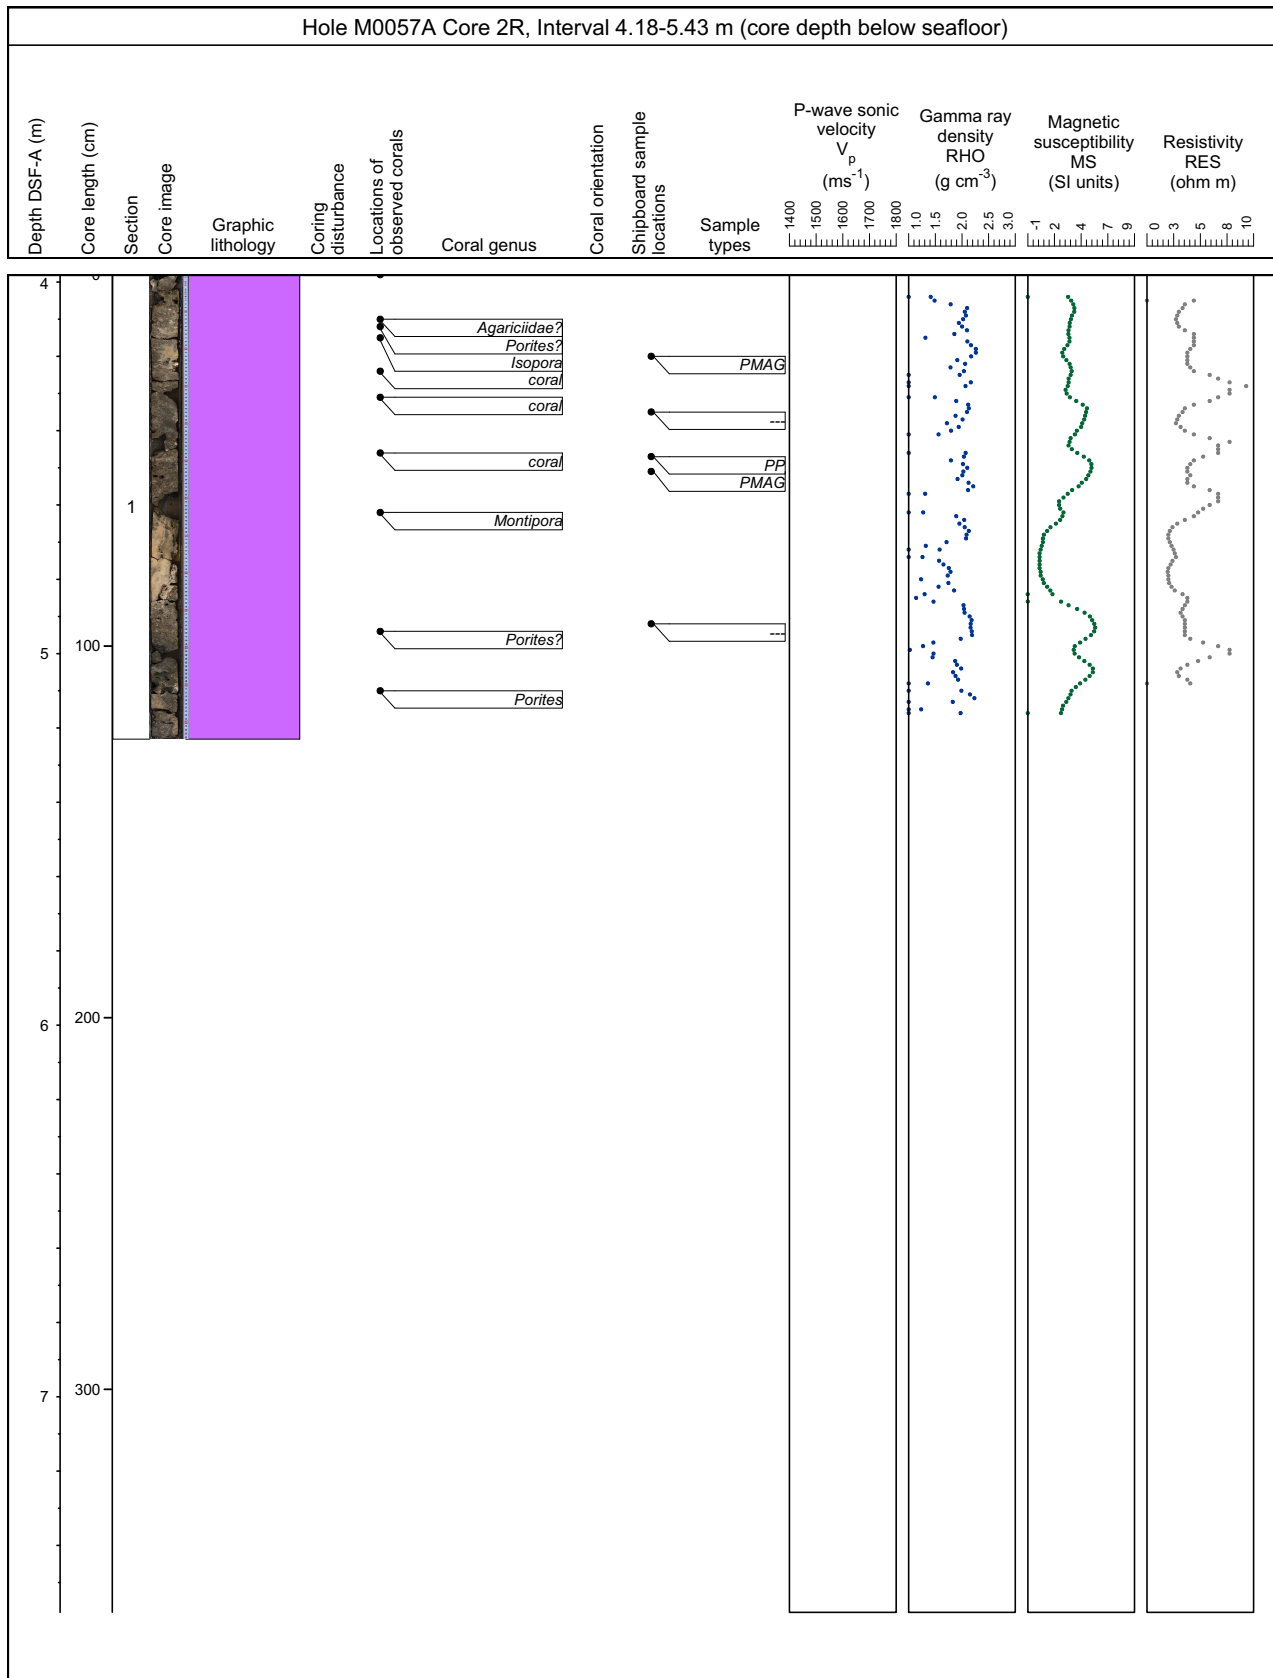 Hole M0057A Core 2R, Interval 4.18-5.43 m (core depth below seafloor)
Depth DSF-A (m)
Core length (cm)
Section
Core image
Graphic
lithology
Coring
disturbance
Locations of
observed corals
Coral genus
Coral orientation
Shipboard sample
locations
Sample
types
P-wave sonic
velocity
Vp
(ms-1)
1400
1500
1600
1700
1800
Gamma ray
density
RHO
(g cm-3)
1.0
1.5
2.0
2.5
3.0
Magnetic
susceptibility
MS
(SI units)
-1
2
4
7
9
Resistivity
RES
(ohm m)
0
3
5
8
10
4
5
6
7
0
100
200
300
1
Agariciidae?
Porites?
Isopora
coral
coral
coral
Montipora
Porites?
Porites
PMAG
---
PP
PMAG
---